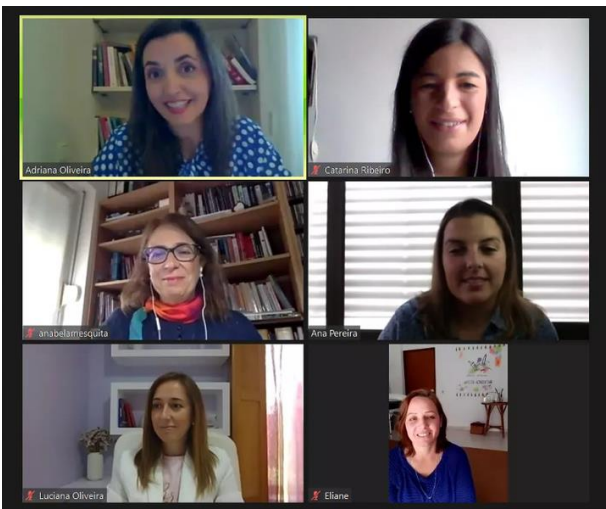 Adriana Oliveira
Catarina Ribeiro
anabelamesquita
Ana Pereira
Luciana Oliveira
Eliane